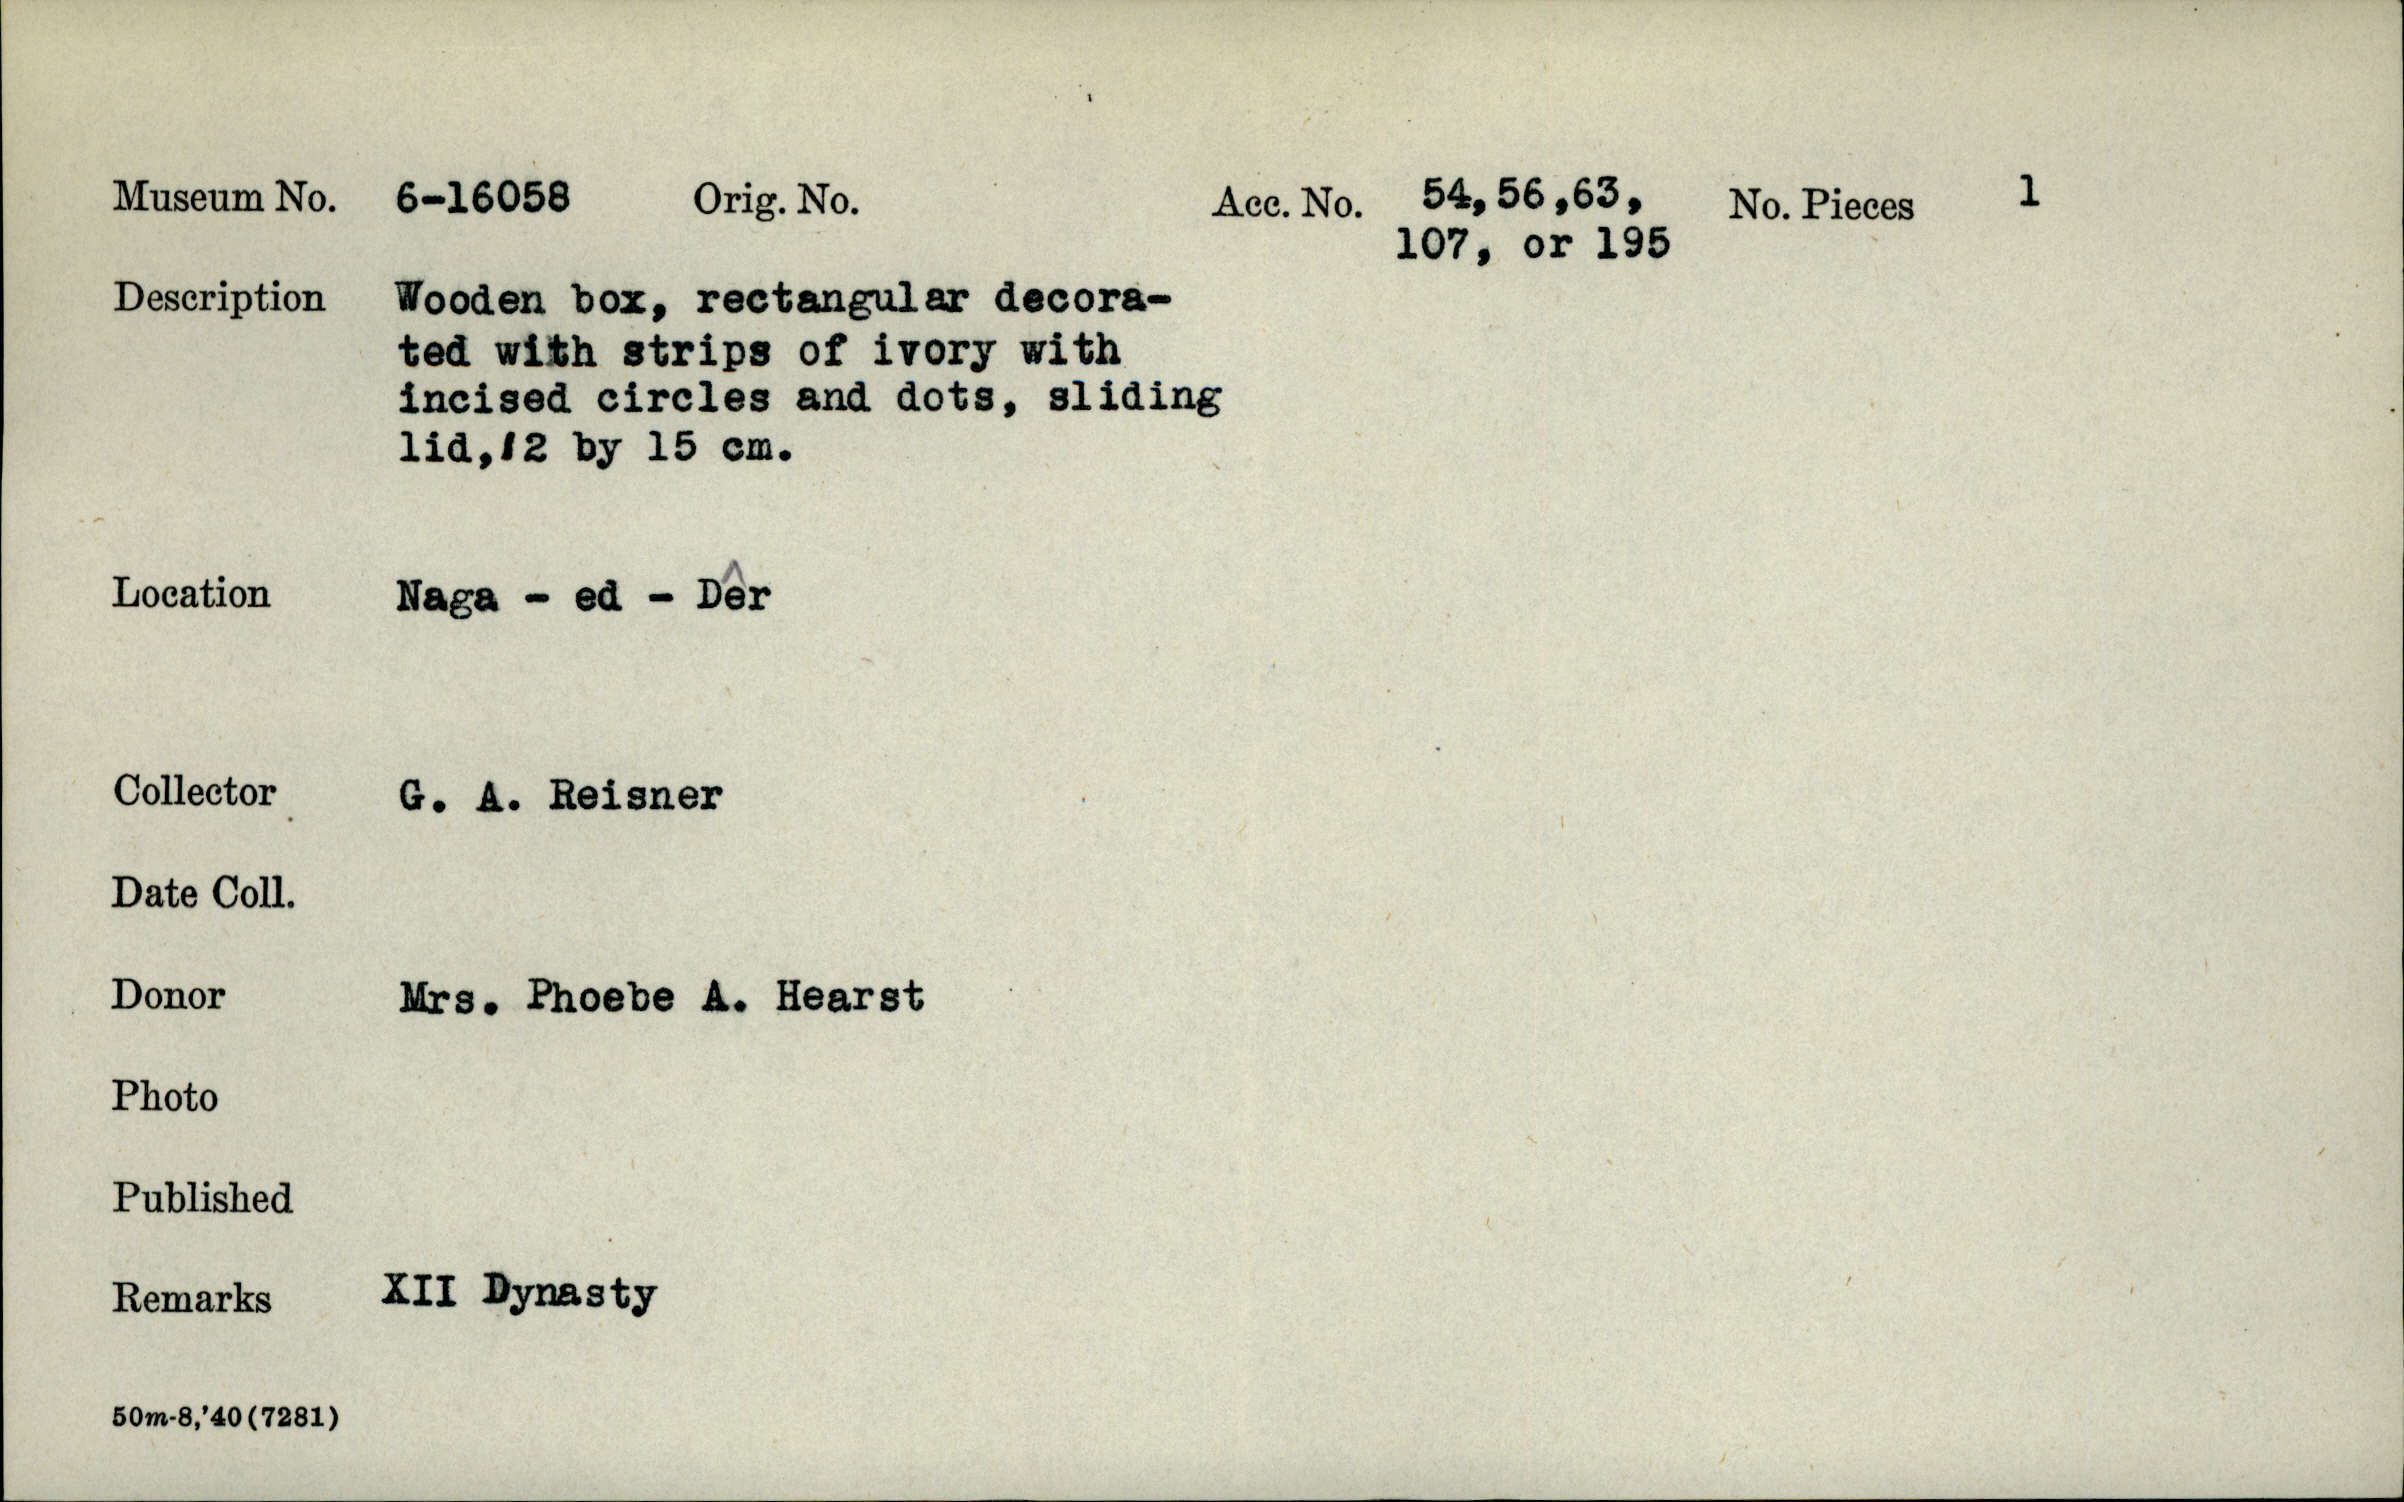 Museum No. 6-16058 Orig. No. Acc. No. 54,56,63, No. Pieces 1
107, or 195
Description Wooden box, rectangular decora-
ted with strips of ivory with
incised circles and dots, sliding
lid,12 by 15 cm.
Location Naga - ed - Dêr
Collector G. A. Reisner
Date Coll.
Donor Mrs. Phoebe A. Hearst
Photo
Published
Remarks XII Dynasty
50m-8,'40(7281)